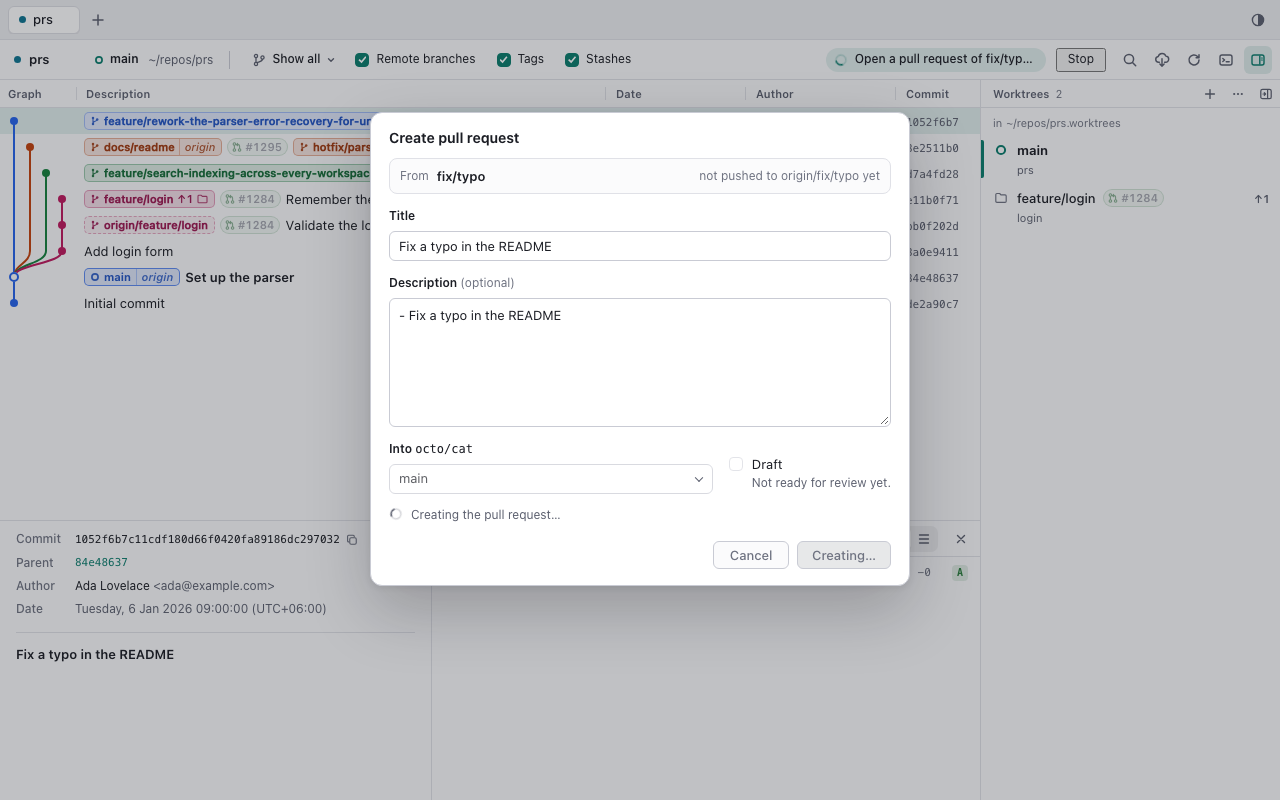 prs
prs
main ~/repos/prs
Show all
Remote branches
Tags
Stashes
Open a pull request of fix/typ...
Stop
Graph
Description
Date
Author
Commit
Worktrees 2
in ~/repos/prs.worktrees
main
prs
feature/login #1284 ↑1
login
feature/rework-the-parser-error-recovery-for-un
1052f6b7
docs/readme origin #1295 hotfix/pars
8e2511b0
feature/search-indexing-across-every-workspac
d7a4fd28
feature/login ↑1 #1284 Remember the
e11b0f71
origin/feature/login #1284 Validate the lo
bb0f202d
Add login form
3a0e9411
main origin Set up the parser
84e48637
Initial commit
de2a90c7
Create pull request
From fix/typo not pushed to origin/fix/typo yet
Title
Fix a typo in the README
Description (optional)
- Fix a typo in the README
Into octo/cat
main
Draft
Not ready for review yet.
Creating the pull request...
Cancel
Creating...
Commit 1052f6b7c11cdf180d66f0420fa89186dc297032
Parent 84e48637
Author Ada Lovelace <ada@example.com>
Date Tuesday, 6 Jan 2026 09:00:00 (UTC+06:00)
Fix a typo in the README
−0 A